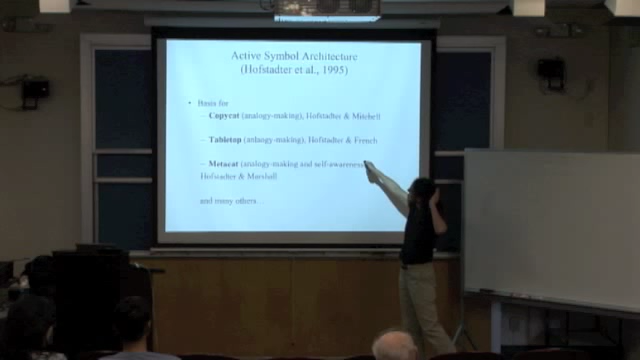 Active Symbol Architecture
(Hofstadter et al., 1995)
• Basis for
– Copycat (analogy-making), Hofstadter & Mitchell
– Tabletop (analogy-making), Hofstadter & French
– Metacat (analogy-making and self-awareness
Hofstadter & Marshall
and many others…